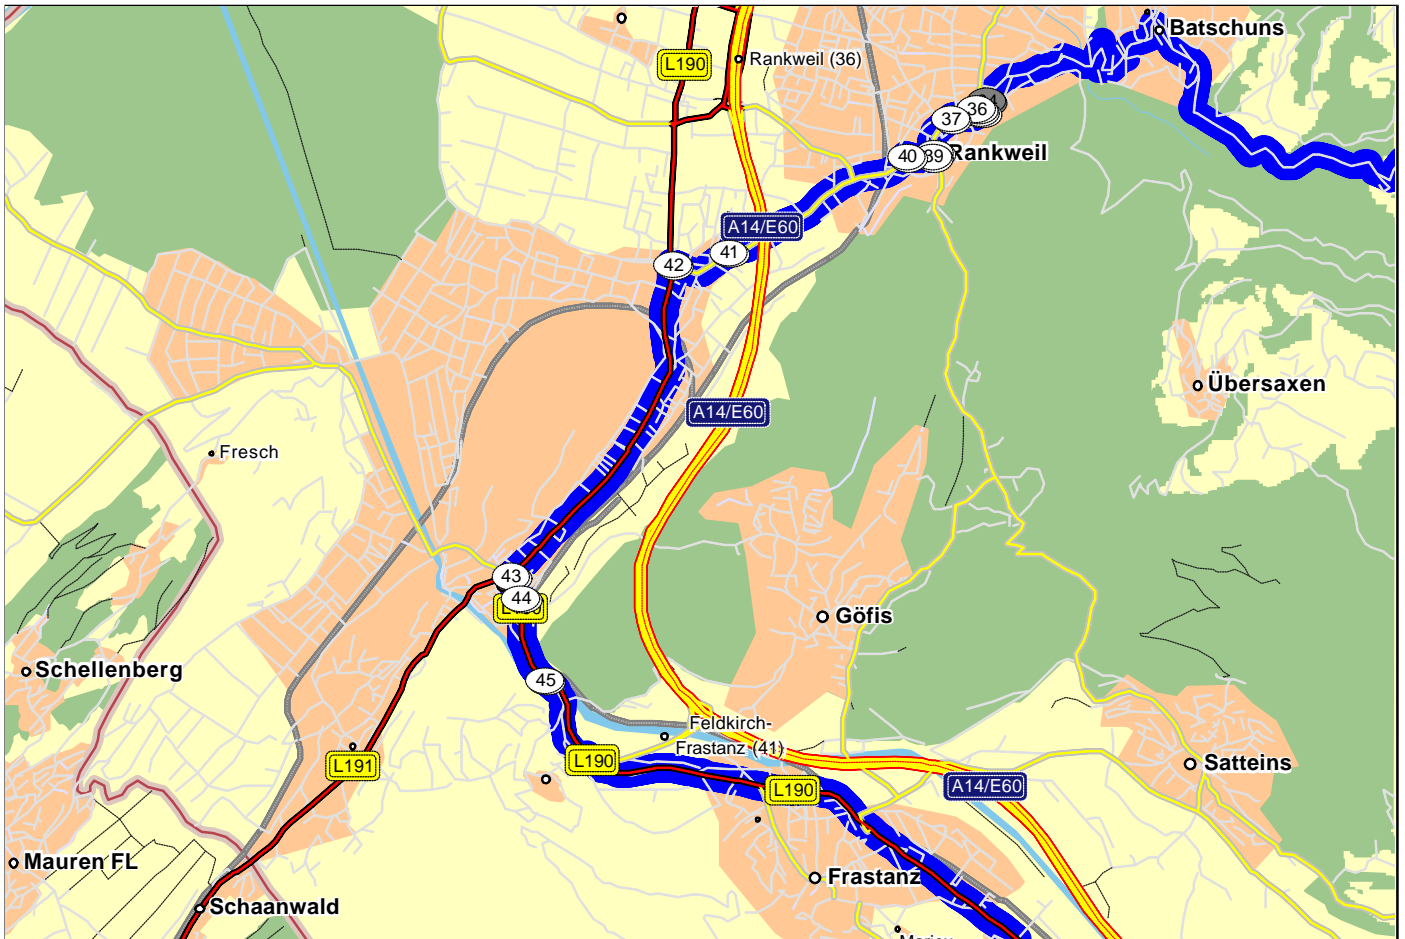 Batschuns
L190
Rankweil (36)
36
37
40
39
Rankweil
A14/E60
41
42
Übersaxen
A14/E60
Fresch
43
44
Göfis
Schellenberg
45
Feldkirch-
Frastanz (41)
L190
L191
Satteins
L190
A14/E60
Mauren FL
Frastanz
Schaanwald